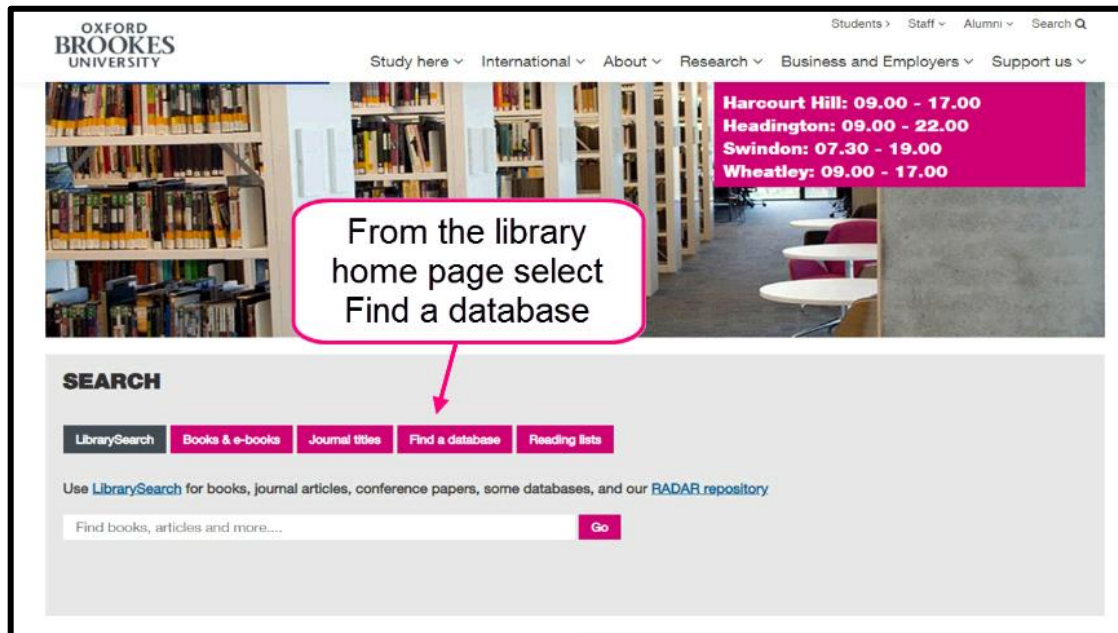 OXFORD
BROOKES
UNIVERSITY
Students Staff Alumni Search
Study here International About Research Business and Employers Support us
Harcourt Hill: 09.00 - 17.00
Headington: 09.00 - 22.00
Swindon: 07.30 - 19.00
Wheatley: 09.00 - 17.00
From the library
home page select
Find a database
SEARCH
LibrarySearch Books & e-books Journal titles Find a database Reading lists
Use LibrarySearch for books, journal articles, conference papers, some databases, and our RADAR repository
Find books, articles and more....
Go